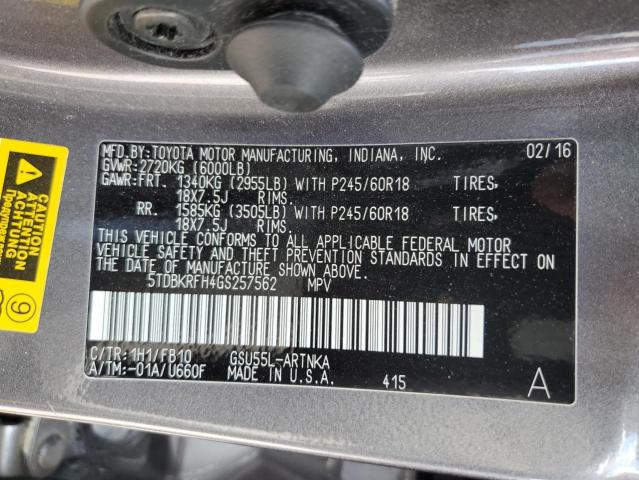 MFD.BY:TOYOTA MOTOR MANUFACTURING, INDIANA, INC. 02/16
GVWR:2720KG (6000LB)
GAWR:FRT. 1340KG (2955LB) WITH P245/60R18 TIRES,
18X7.5J RIMS.
RR. 1585KG (3505LB) WITH P245/60R18 TIRES,
18X7.5J RIMS.
THIS VEHICLE CONFORMS TO ALL APPLICABLE FEDERAL MOTOR
VEHICLE SAFETY AND THEFT PREVENTION STANDARDS IN EFFECT
ON THE DATE OF MANUFACTURE SHOWN ABOVE.
5TDBKRFH4GS257562 MPV
C/TR:1H1/FB10 GSU55L-ARTNKA
A/TM:-01A/U660F MADE IN U.S.A. 415 A
CAUTION
ATTENTION
ACHTUNG
9